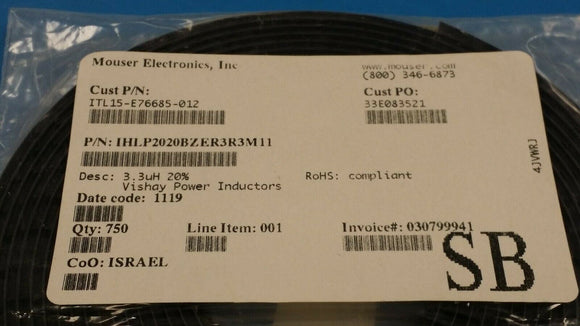 Mouser Electronics, Inc
www.mouser.com
(800) 346-6873
Cust P/N:
ITL15-E76685-012
Cust PO:
33E083521
P/N: IHLP2020BZER3R3M11
Desc: 3.3uH 20%
Vishay Power Inductors
RoHS: compliant
Date code: 1119
Qty: 750
Line Item: 001
Invoice#: 030799941
CoO: ISRAEL
SB
4JVWRJ